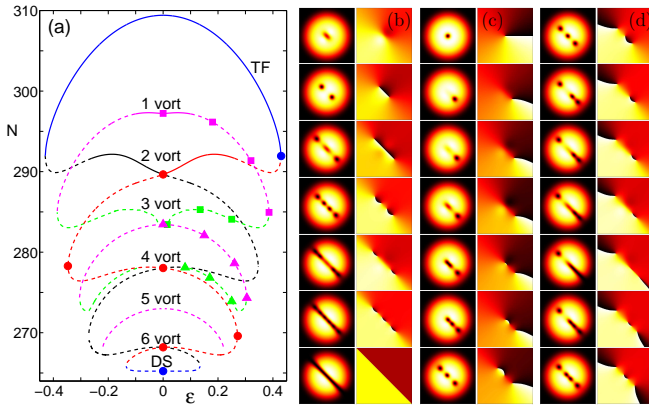 310
(a)
(b)
(c)
(d)
TF
300
1 vort
N
2 vort
290
3 vort
280
4 vort
5 vort
270
6 vort
DS
−0.4
−0.2
0
0.2
0.4
ε